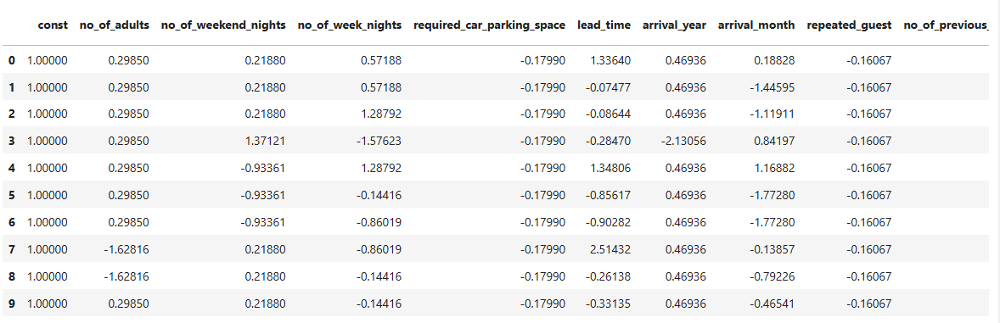 const no_of_adults no_of_weekend_nights no_of_week_nights required_car_parking_space lead_time arrival_year arrival_month repeated_guest no_of_previous_
0 1.00000 0.29850 0.21880 0.57188 -0.17990 1.33640 0.46936 0.18828 -0.16067
1 1.00000 0.29850 0.21880 0.57188 -0.17990 -0.07477 0.46936 -1.44595 -0.16067
2 1.00000 0.29850 0.21880 1.28792 -0.17990 -0.08644 0.46936 -1.11911 -0.16067
3 1.00000 0.29850 1.37121 -1.57623 -0.17990 -0.28470 -2.13056 0.84197 -0.16067
4 1.00000 0.29850 -0.93361 1.28792 -0.17990 1.34806 0.46936 1.16882 -0.16067
5 1.00000 0.29850 -0.93361 -0.14416 -0.17990 -0.85617 0.46936 -1.77280 -0.16067
6 1.00000 0.29850 -0.93361 -0.86019 -0.17990 -0.90282 0.46936 -1.77280 -0.16067
7 1.00000 -1.62816 0.21880 -0.86019 -0.17990 2.51432 0.46936 -0.13857 -0.16067
8 1.00000 -1.62816 0.21880 -0.14416 -0.17990 -0.26138 0.46936 -0.79226 -0.16067
9 1.00000 0.29850 0.21880 -0.14416 -0.17990 -0.33135 0.46936 -0.46541 -0.16067